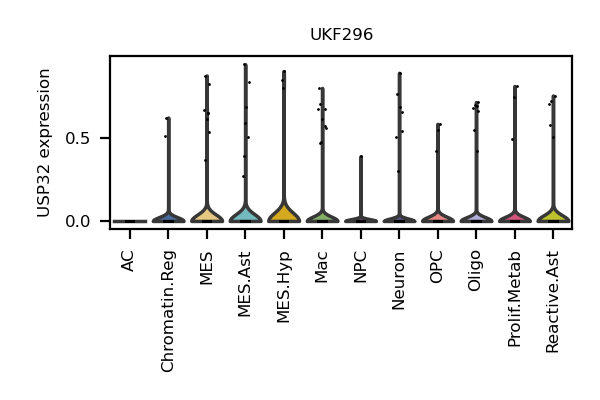 UKF296
USP32 expression
0.5
0.0
AC
Chromatin.Reg
MES
MES.Ast
MES.Hyp
Mac
NPC
Neuron
OPC
Oligo
Prolif.Metab
Reactive.Ast